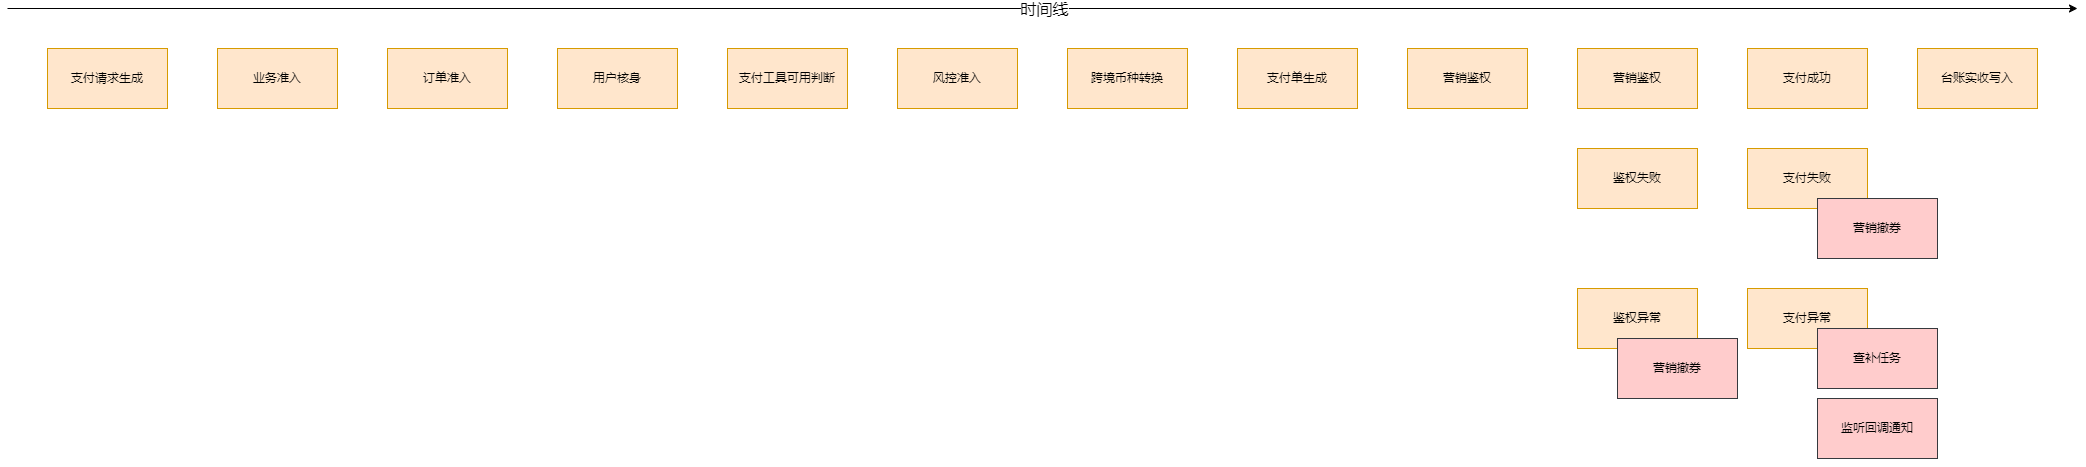 时间线
支付请求生成
业务准入
订单准入
用户核身
支付工具可用判断
风控准入
跨境币种转换
支付单生成
营销鉴权
营销鉴权
支付成功
台账实收写入
鉴权失败
支付失败
营销撤券
鉴权异常
支付异常
营销撤券
查补任务
监听回调通知